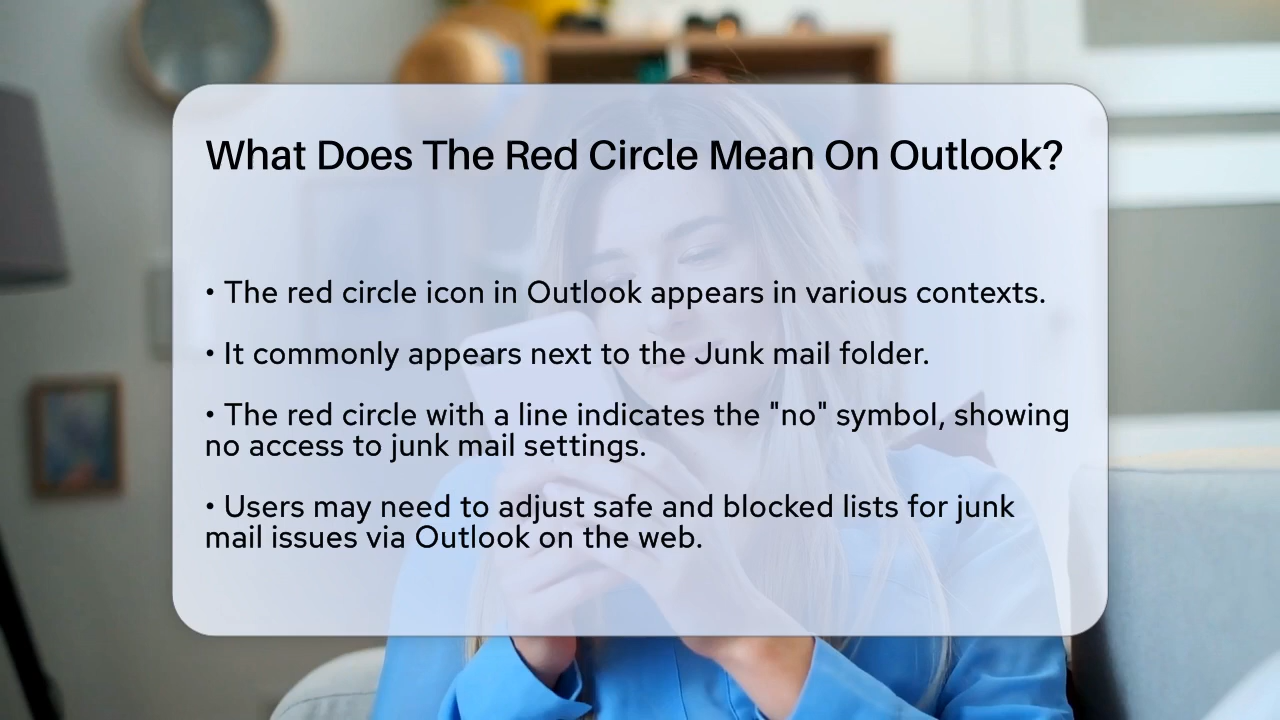 What Does The Red Circle Mean On Outlook?
• The red circle icon in Outlook appears in various contexts.
• It commonly appears next to the Junk mail folder.
• The red circle with a line indicates the "no" symbol, showing
no access to junk mail settings.
• Users may need to adjust safe and blocked lists for junk
mail issues via Outlook on the web.